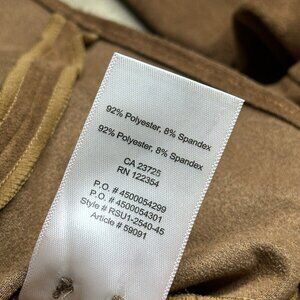 92% Polyester, 8% Spandex
92% Polyester, 8% Spandex
CA 23725
RN 122354
P.O. # 4500054299
P.O. # 4500054301
Style # RSU1-2540-45
Article # 59091